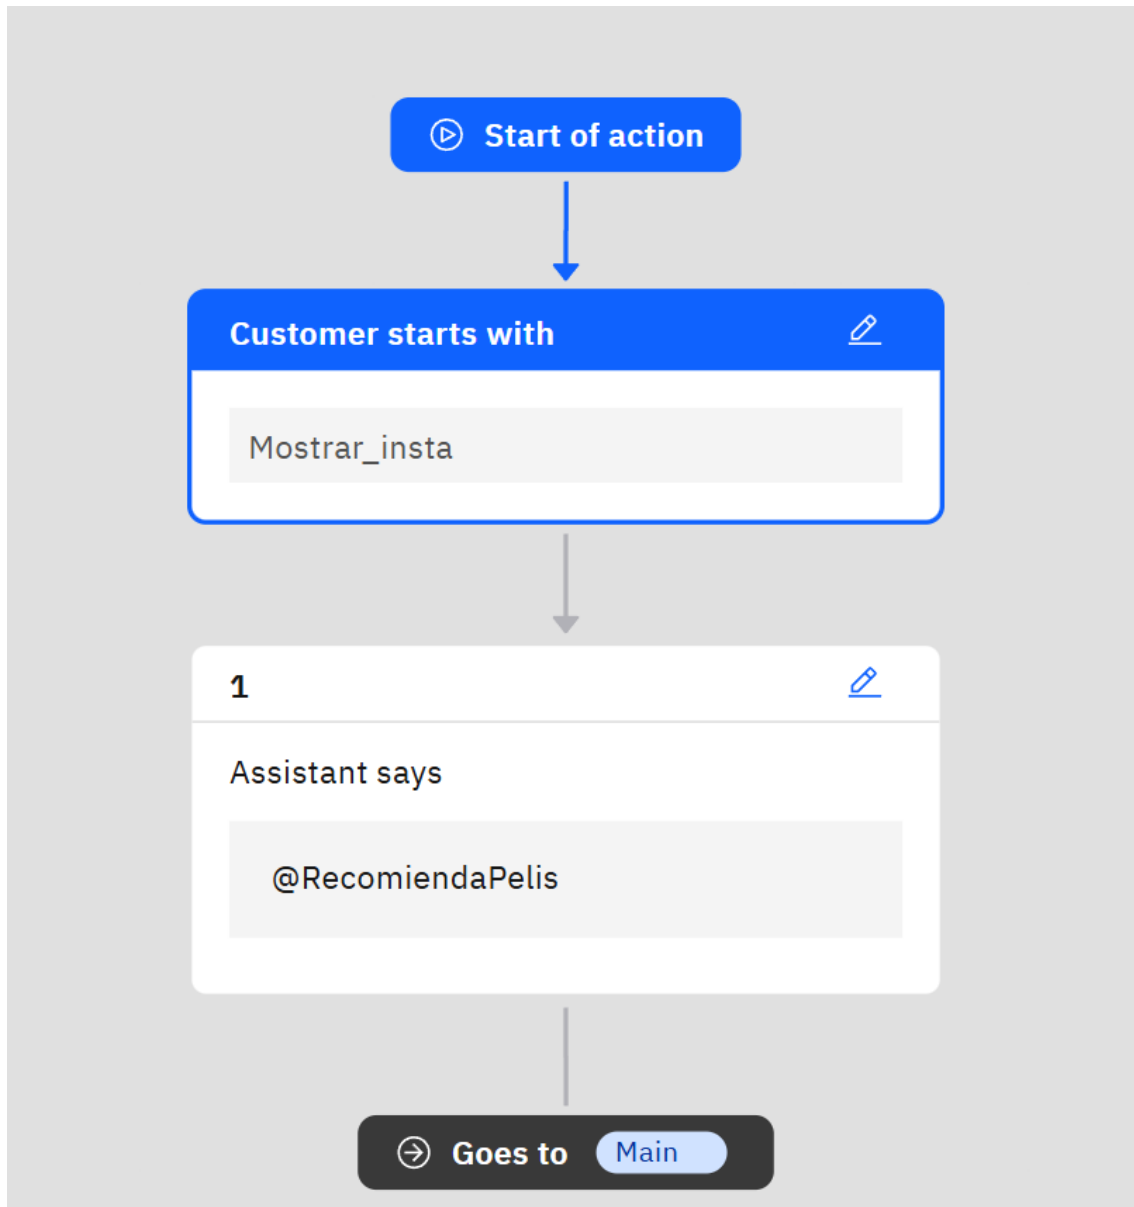 Start of action
Customer starts with
Mostrar_insta
1
Assistant says
@RecomiendaPelis
Goes to Main